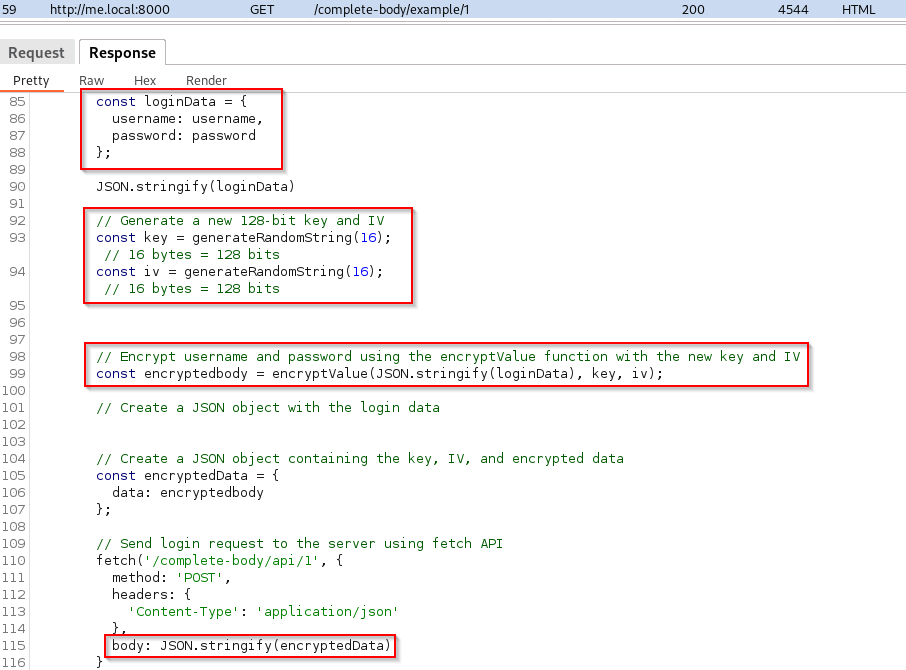 59 http://me.local:8000 GET /complete-body/example/1 200 4544 HTML
Request Response
Pretty Raw Hex Render
85 const loginData = {
86 username: username,
87 password: password
88 };
89
90 JSON.stringify(loginData)
91
92 // Generate a new 128-bit key and IV
93 const key = generateRandomString(16);
// 16 bytes = 128 bits
94 const iv = generateRandomString(16);
// 16 bytes = 128 bits
95
96
97
98 // Encrypt username and password using the encryptValue function with the new key and IV
99 const encryptedbody = encryptValue(JSON.stringify(loginData), key, iv);
100
101 // Create a JSON object with the login data
102
103
104 // Create a JSON object containing the key, IV, and encrypted data
105 const encryptedData = {
106 data: encryptedbody
107 };
108
109 // Send login request to the server using fetch API
110 fetch('/complete-body/api/1', {
111 method: 'POST',
112 headers: {
113 'Content-Type': 'application/json'
114 },
115 body: JSON.stringify(encryptedData)
116 }